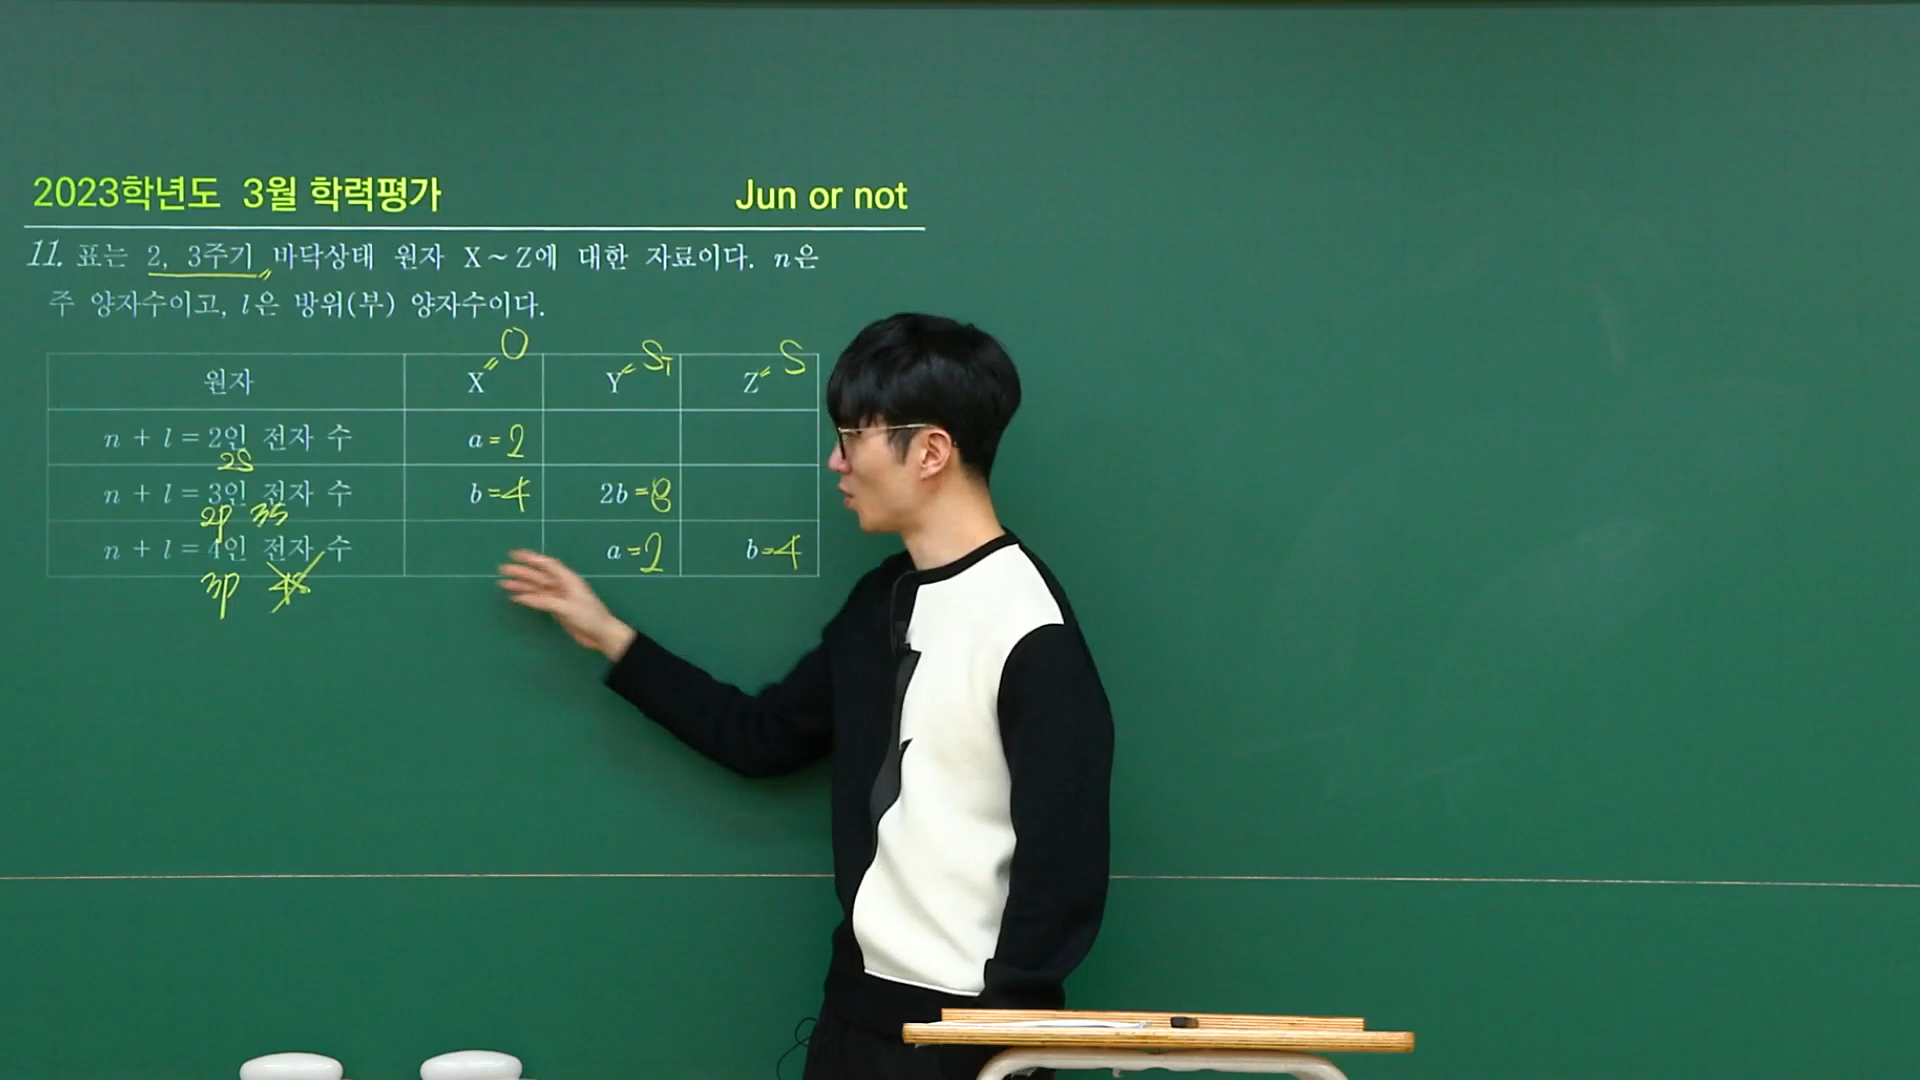 2023학년도 3월 학력평가 Jun or not
11. 표는 2, 3주기 바닥상태 원자 X～Z에 대한 자료이다. n은
주 양자수이고, l은 방위(부) 양자수이다.
O Si S
원자 X Y Z
n + l = 2인 전자 수 a = 2
2s
n + l = 3인 전자 수 b = 4 2b = 8
2p 3s
n + l = 4인 전자 수 a = 2 b = 4
3p 4s